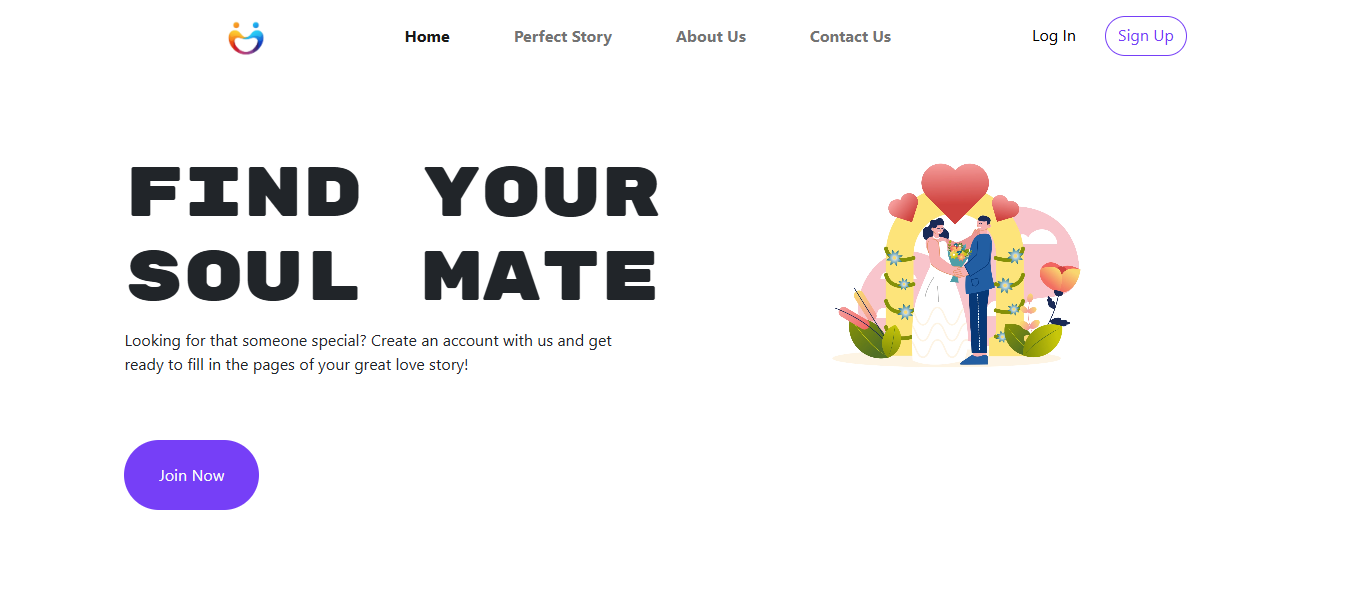 Home Perfect Story About Us Contact Us Log In Sign Up
FIND YOUR
SOUL MATE
Looking for that someone special? Create an account with us and get
ready to fill in the pages of your great love story!
Join Now